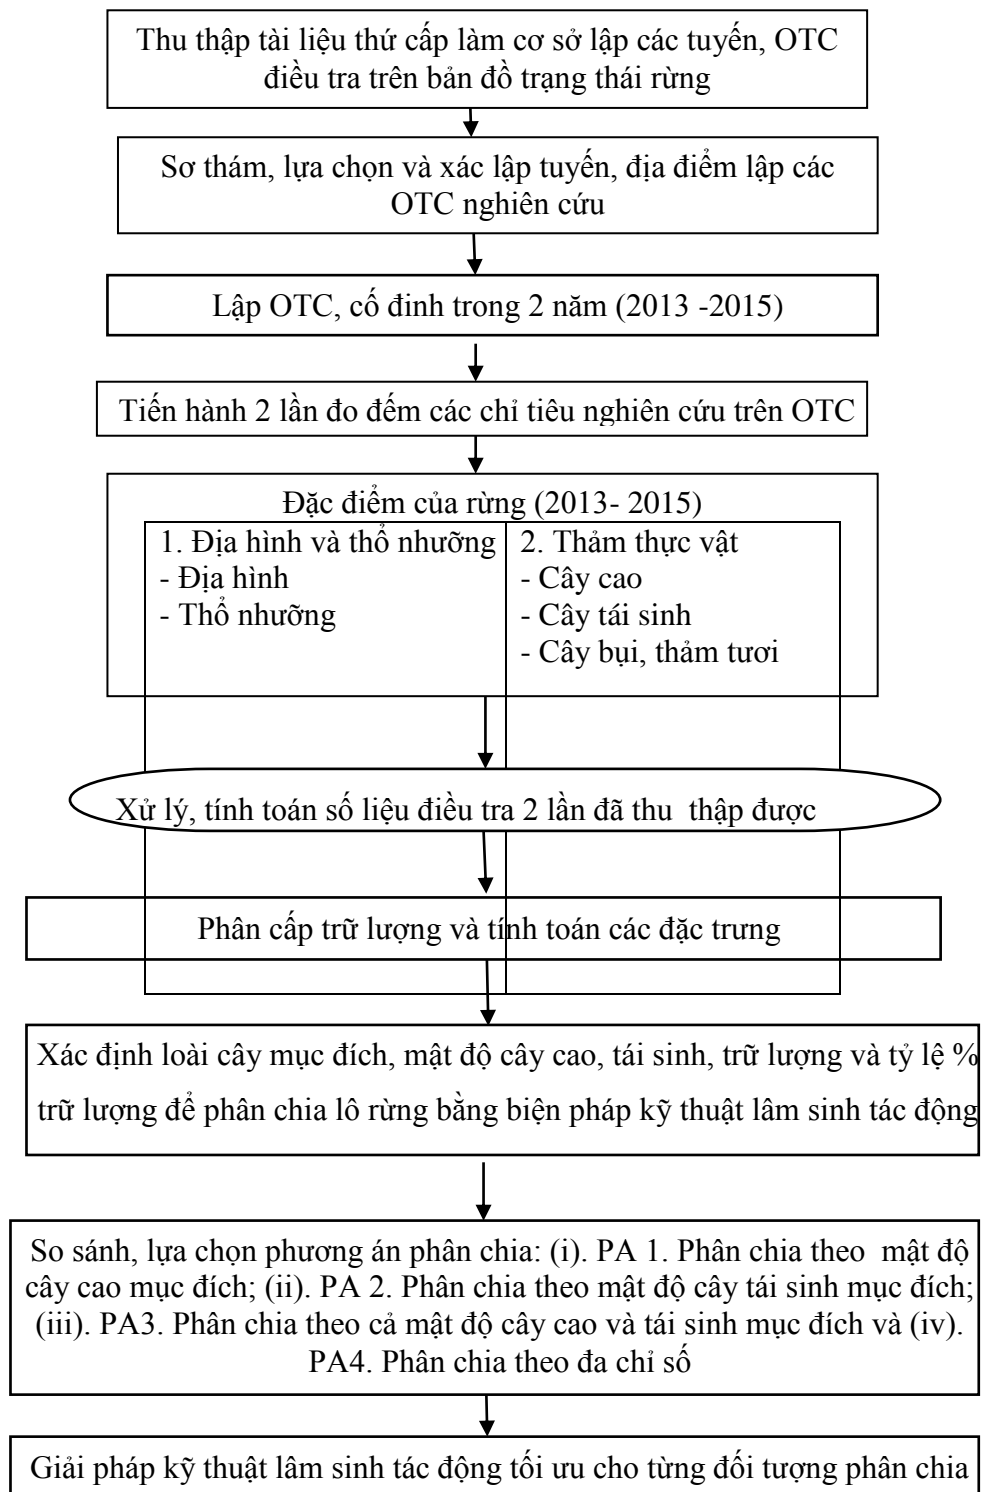 Thu thập tài liệu thứ cấp làm cơ sở lập các tuyến, OTC
điều tra trên bản đồ trạng thái rừng
Sơ thám, lựa chọn và xác lập tuyến, địa điểm lập các
OTC nghiên cứu
Lập OTC, cố đinh trong 2 năm (2013 -2015)
Tiến hành 2 lần đo đếm các chỉ tiêu nghiên cứu trên OTC
Đặc điểm của rừng (2013- 2015)
1. Địa hình và thổ nhưỡng
- Địa hình
- Thổ nhưỡng
2. Thảm thực vật
- Cây cao
- Cây tái sinh
- Cây bụi, thảm tươi
Xử lý, tính toán số liệu điều tra 2 lần đã thu thập được
Phân cấp trữ lượng và tính toán các đặc trưng
Xác định loài cây mục đích, mật độ cây cao, tái sinh, trữ lượng và tỷ lệ %
trữ lượng để phân chia lô rừng bằng biện pháp kỹ thuật lâm sinh tác động
So sánh, lựa chọn phương án phân chia: (i). PA 1. Phân chia theo mật độ
cây cao mục đích; (ii). PA 2. Phân chia theo mật độ cây tái sinh mục đích;
(iii). PA3. Phân chia theo cả mật độ cây cao và tái sinh mục đích và (iv).
PA4. Phân chia theo đa chỉ số
Giải pháp kỹ thuật lâm sinh tác động tối ưu cho từng đối tượng phân chia